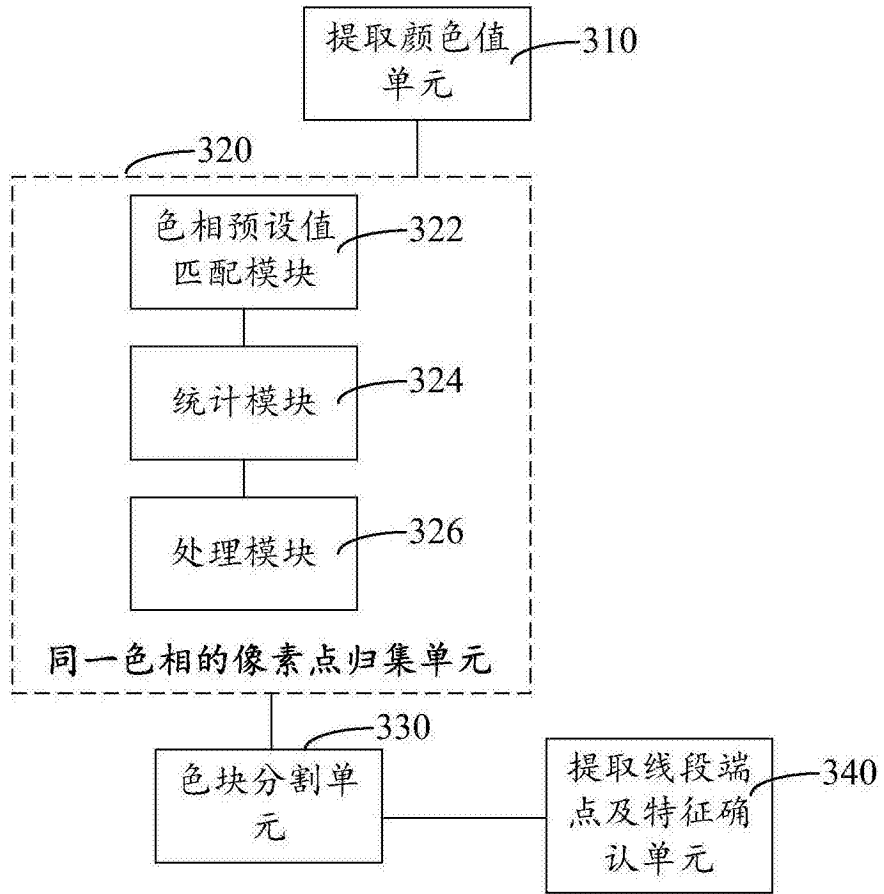 提取颜色值
单元
310
320
色相预设值
匹配模块
322
统计模块
324
处理模块
326
同一色相的像素点归集单元
330
色块分割单
元
提取线段端
点及特征确
认单元
340